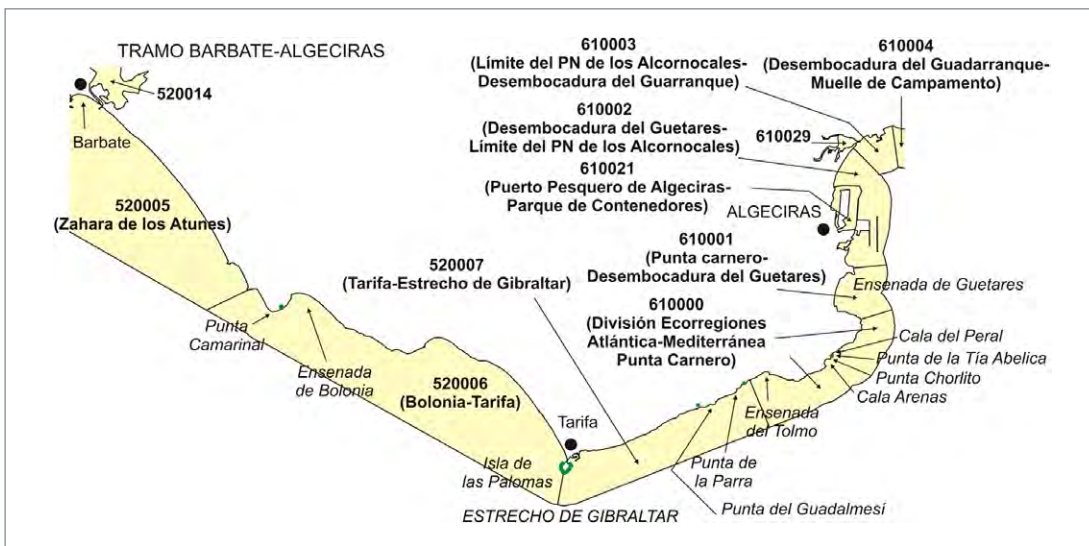 TRAMO BARBATE-ALGECIRAS
520014
Barbate
520005
(Zahara de los Atunes)
Punta
Camarinal
Ensenada
de Bolonia
520006
(Bolonia-Tarifa)
520007
(Tarifa-Estrecho de Gibraltar)
Tarifa
Isla de
las Palomas
ESTRECHO DE GIBRALTAR
610003
(Límite del PN de los Alcornocales-
Desembocadura del Guarranque)
610004
(Desembocadura del Guadarranque-
Muelle de Campamento)
610002
(Desembocadura del Guetares-
Límite del PN de los Alcornocales)
610029
610021
(Puerto Pesquero de Algeciras-
Parque de Contenedores)
ALGECIRAS
610001
(Punta carnero-
Desembocadura del Guetares)
Ensenada de Guetares
610000
(División Ecorregiones
Atlántica-Mediterránea
Punta Carnero)
Cala del Peral
Punta de la Tía Abelica
Punta Chorlito
Cala Arenas
Ensenada
del Tolmo
Punta de
la Parra
Punta del Guadalmesí